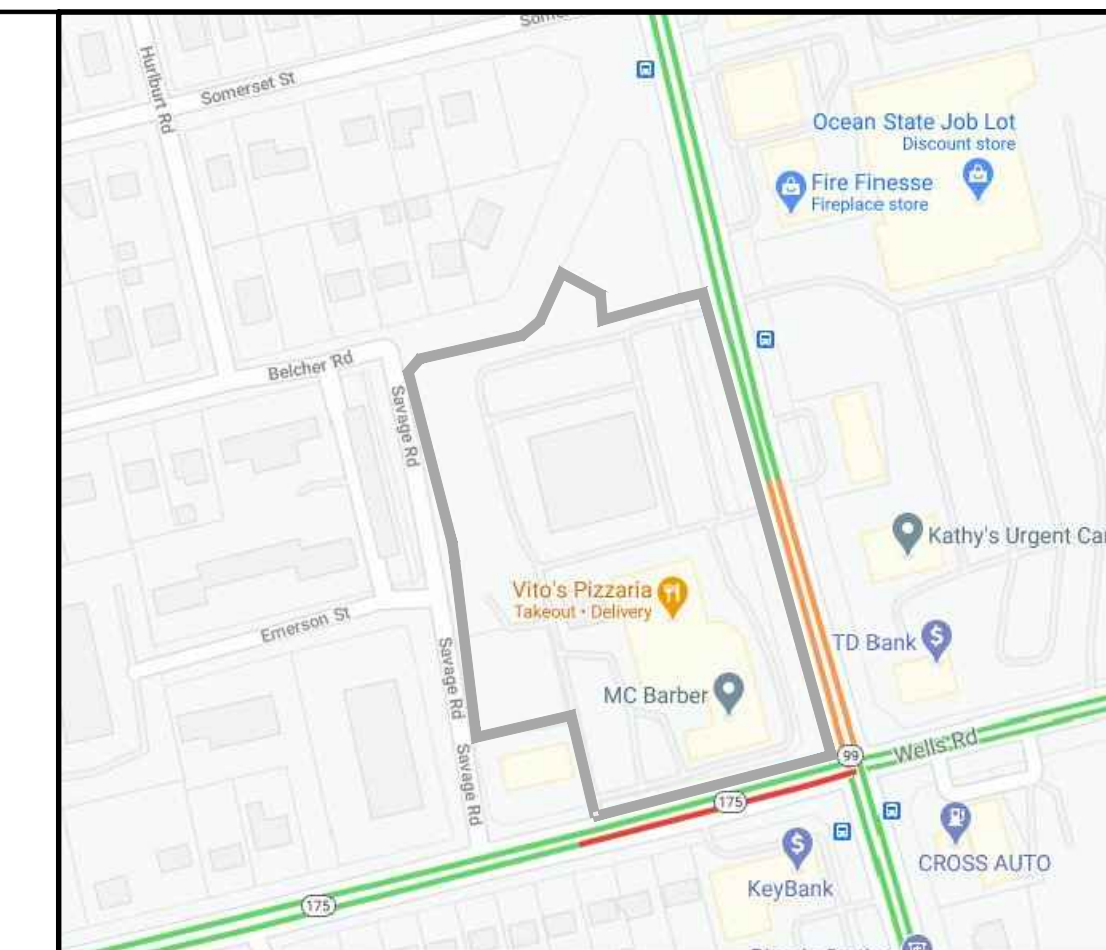 Hurlburt Rd
Somerset St
Ocean State Job Lot
Discount store
Fire Finesse
Fireplace store
Belcher Rd
Savage Rd
Kathy's Urgent Car
Vito's Pizzaria
Takeout • Delivery
Emerson St
TD Bank
Savage Rd
MC Barber
Wells Rd
99
Savage Rd
175
CROSS AUTO
KeyBank
175